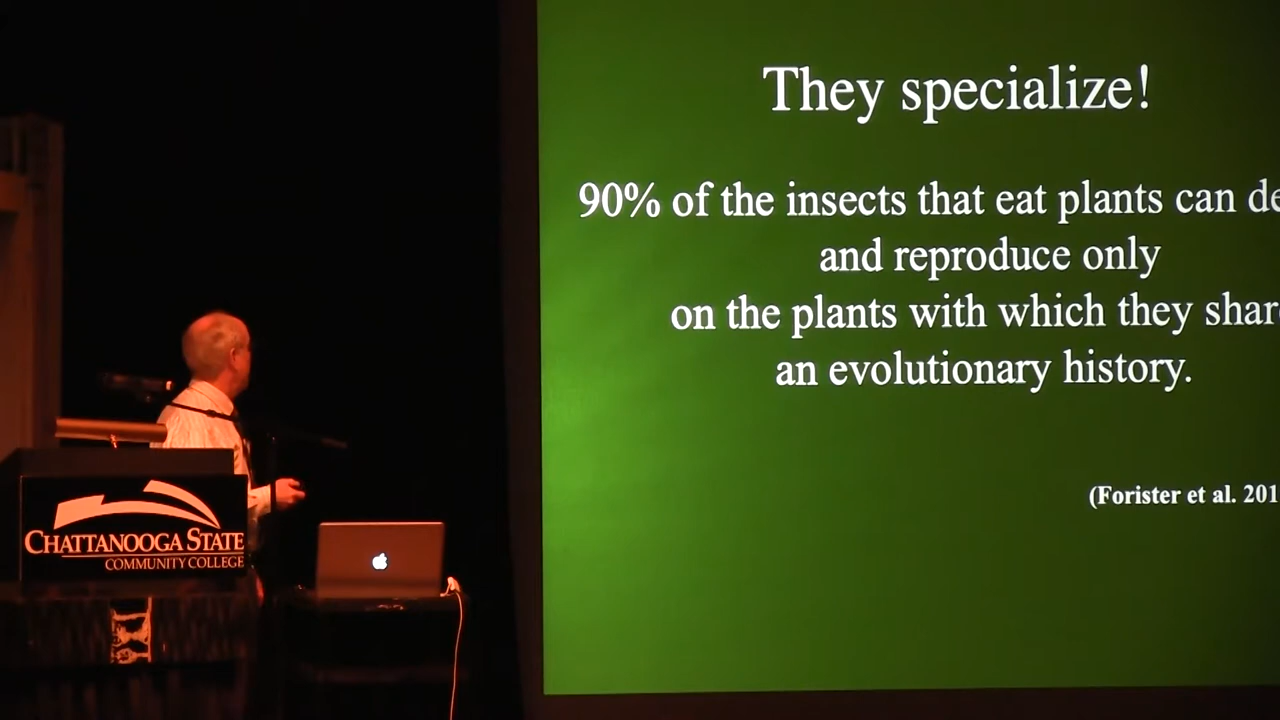 They specialize!
90% of the insects that eat plants can de
and reproduce only
on the plants with which they share
an evolutionary history.
(Forister et al. 201
CHATTANOOGA STATE
COMMUNITY COLLEGE